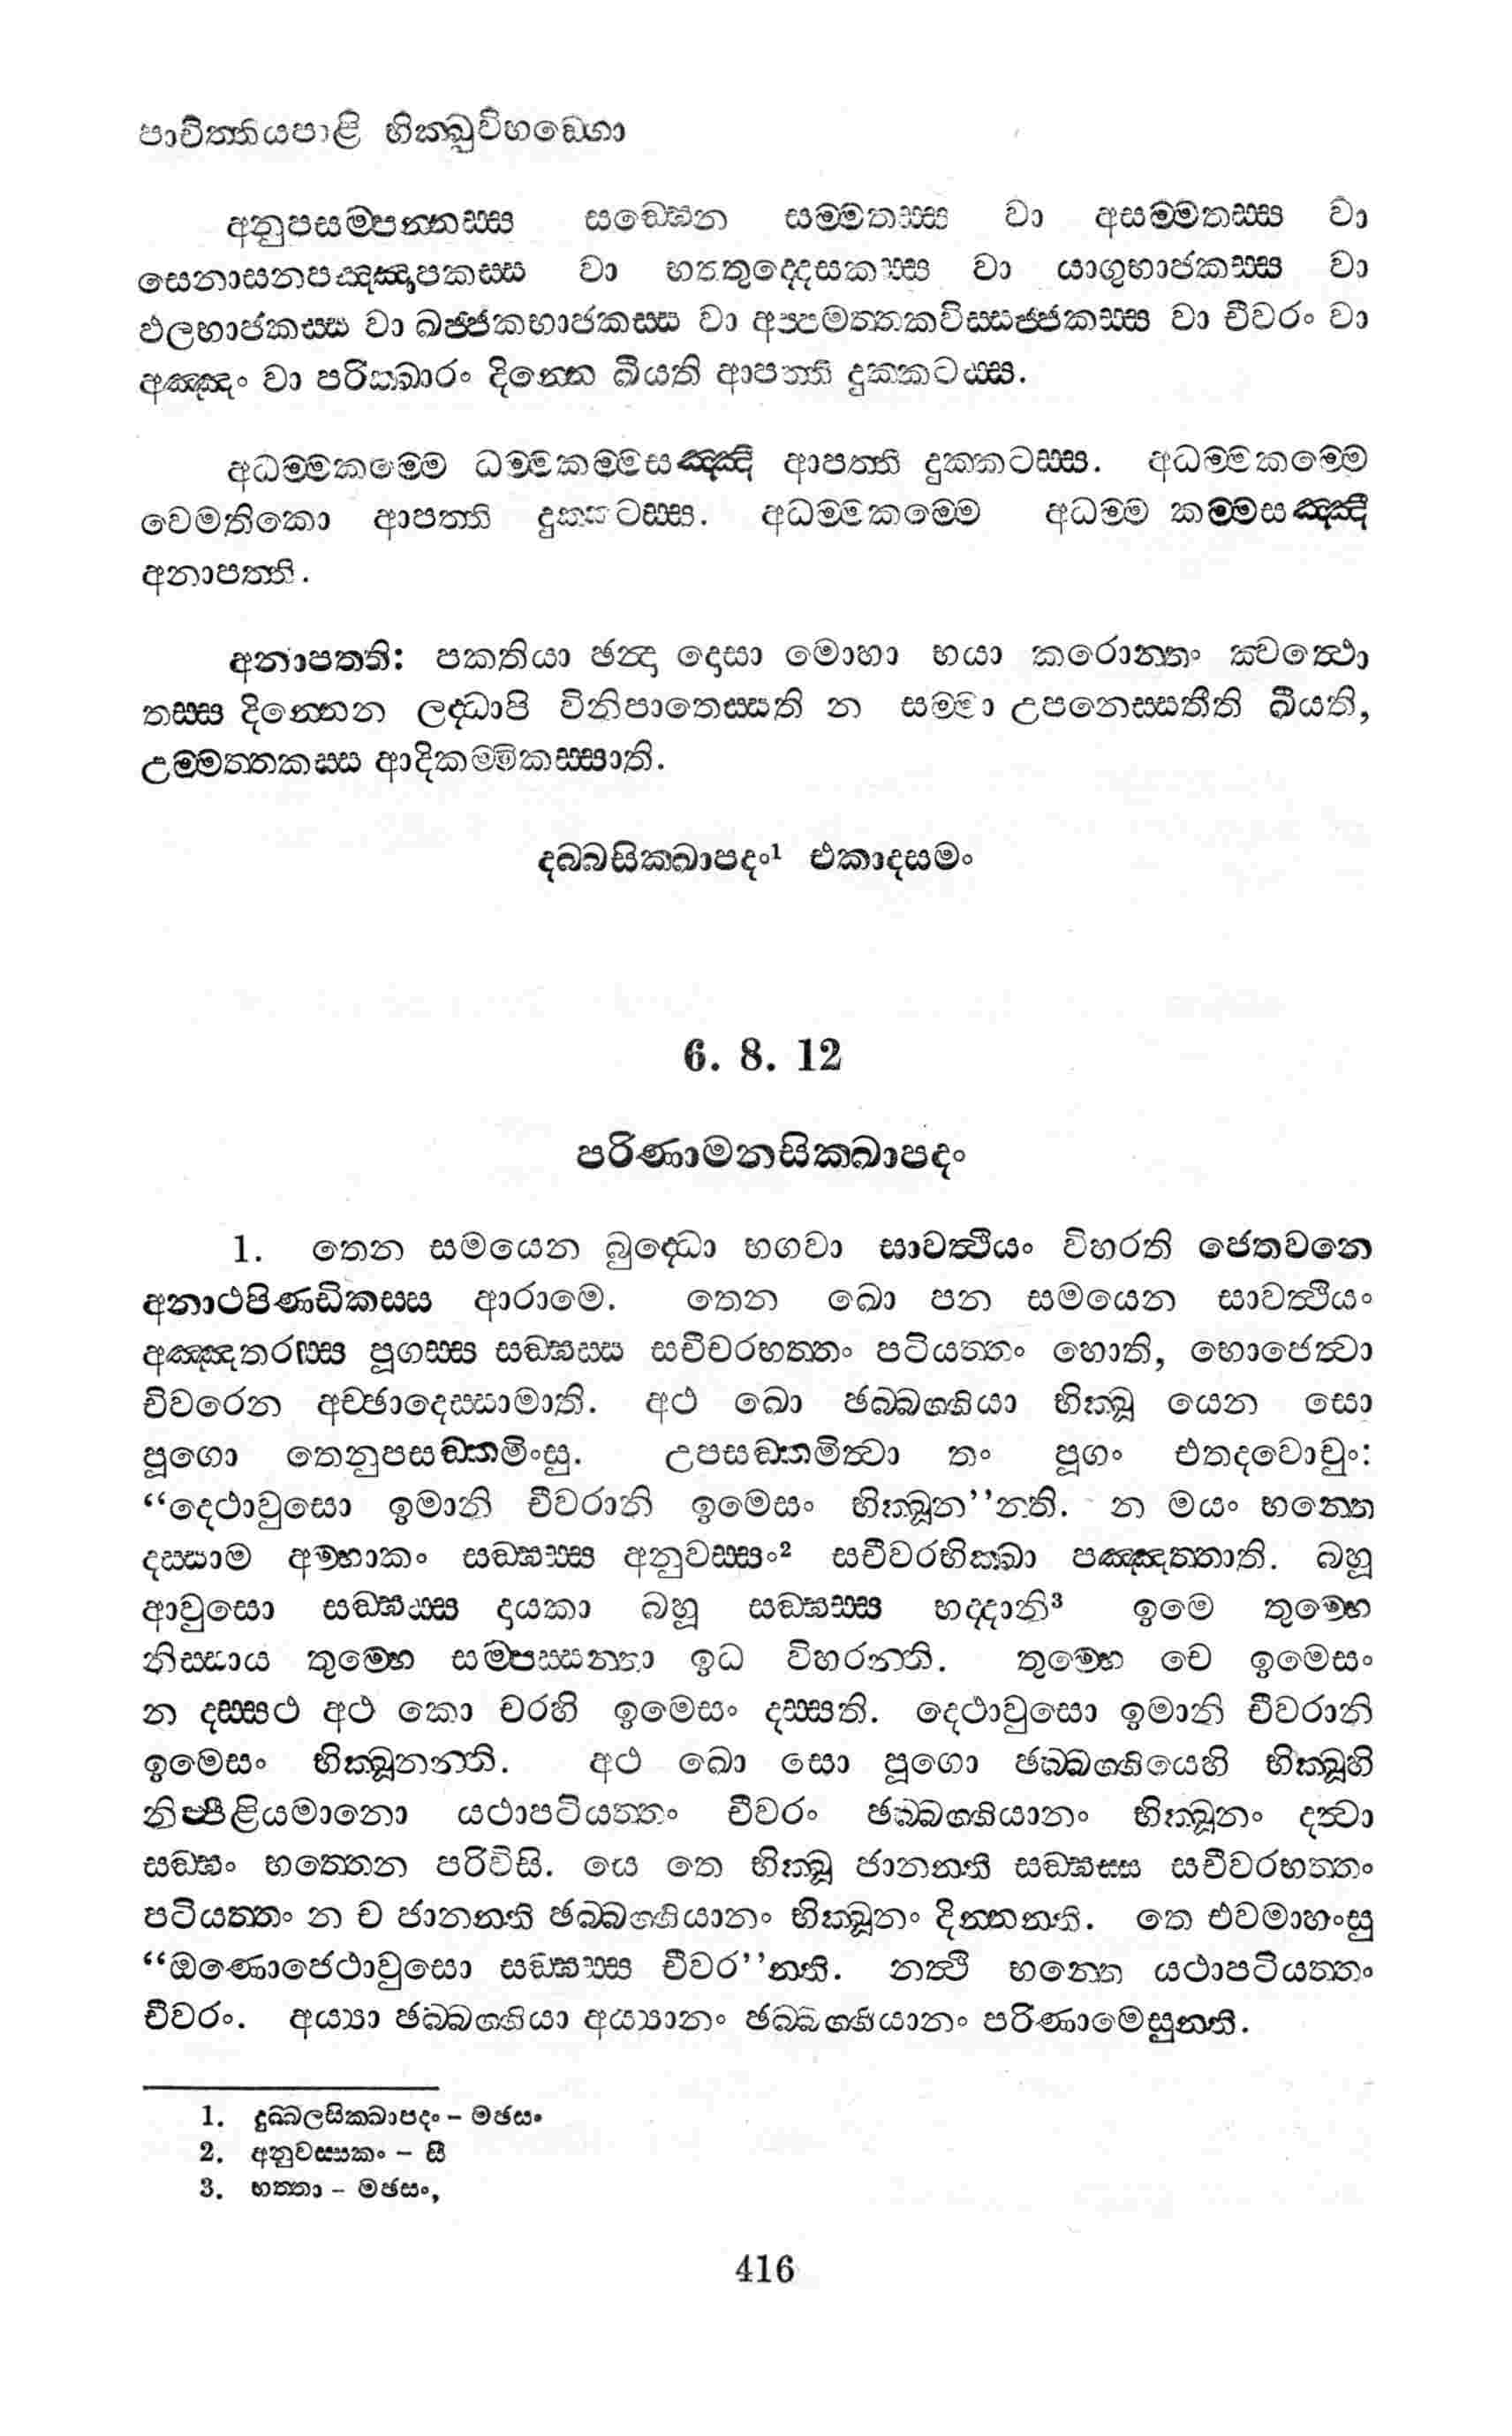 පාචිත්තියපාළි භික්ඛුවිභඞ්ගො
අනුපසම්පන්නස්ස සඞ්ඝෙන සම්මතස්ස වා අසම්මතස්ස වා
සෙනාසනපඤ්ඤාපකස්ස වා භත්තුද්දෙසකස්ස වා යාගුභාජකස්ස වා
ඵලභාජකස්ස වා ඛජ්ජකභාජකස්ස වා අප්පමත්තකවිස්සජ්ජකස්ස වා චීවරං වා
අඤ්ඤං වා පරික්ඛාරං දින්නෙ ඛීයති ආපත්ති දුක්කටස්ස.
අධම්මකම්මෙ ධම්මකම්මසඤ්ඤී ආපත්ති දුක්කටස්ස. අධම්මකම්මෙ
වෙමතිකො ආපත්ති දුක්කටස්ස. අධම්මකම්මෙ අධම්ම කම්මසඤ්ඤී
අනාපත්ති.
අනාපත්ති: පකතියා ඡන්දා දොසා මොහා භයා කරොන්තං ක්වත්ථො
තස්ස දින්නෙන ලද්ධාපි විනිපාතෙස්සති න සම්මා උපනෙස්සතීති ඛීයති,
උම්මත්තකස්ස ආදිකම්මිකස්සාති.
දබ්බසික්ඛාපදං¹ එකාදසමං
6. 8. 12
පරිණාමනසික්ඛාපදං
1. තෙන සමයෙන බුද්ධො භගවා සාවත්ථියං විහරති ජෙතවනෙ
අනාථපිණ්ඩිකස්ස ආරාමෙ. තෙන ඛො පන සමයෙන සාවත්ථියං
අඤ්ඤතරස්ස පූගස්ස සඞ්ඝස්ස සචීවරභත්තං පටියත්තං හොති, භොජෙත්වා
චිවරෙන අච්ඡාදෙස්සාමාති. අථ ඛො ඡබ්බග්ගියා භික්ඛූ යෙන සො
පූගො තෙනුපසඞ්කමිංසු. උපසඞ්කමිත්වා තං පූගං එතදවොචුං:
“දෙථාවුසො ඉමානි චීවරානි ඉමෙසං භික්ඛූන’’න්ති. න මයං භන්තෙ
දස්සාම අම්හාකං සඞ්ඝස්ස අනුවස්සං² සචීවරභික්ඛා පඤ්ඤත්තාති. බහූ
ආවුසො සඞ්ඝස්ස දායකා බහූ සඞ්ඝස්ස භද්දානි³ ඉමෙ තුම්හෙ
නිස්සාය තුම්හෙ සම්පස්සන්තා ඉධ විහරන්ති. තුම්හෙ චෙ ඉමෙසං
න දස්සථ අථ කො චරහි ඉමෙසං දස්සති. දෙථාවුසො ඉමානි චීවරානි
ඉමෙසං භික්ඛූනන්ති. අථ ඛො සො පූගො ඡබ්බග්ගියෙහි භික්ඛූහි
නිප්පීළියමානො යථාපටියත්තං චීවරං ඡබ්බග්ගියානං භික්ඛූනං දත්වා
සඞ්ඝං භත්තෙන පරිවිසි. යෙ තෙ භික්ඛූ ජානන්ති සඞ්ඝස්ස සචීවරභත්තං
පටියත්තං න ච ජානන්ති ඡබ්බග්ගියානං භික්ඛූනං දින්නන්ති. තෙ එවමාහංසු
“ඔණොජෙථාවුසො සඞ්ඝස්ස චීවර’’න්ති. නත්ථි භන්තෙ යථාපටියත්තං
චීවරං. අය්‍යා ඡබ්බග්ගියා අය්‍යානං ඡබ්බග්ගියානං පරිණාමෙසුන්ති.
1. දුබ්බලසික්ඛාපදං – මඡසං
2. අනුවස්සකං – සී
3. භත්තා – මඡසං,
416